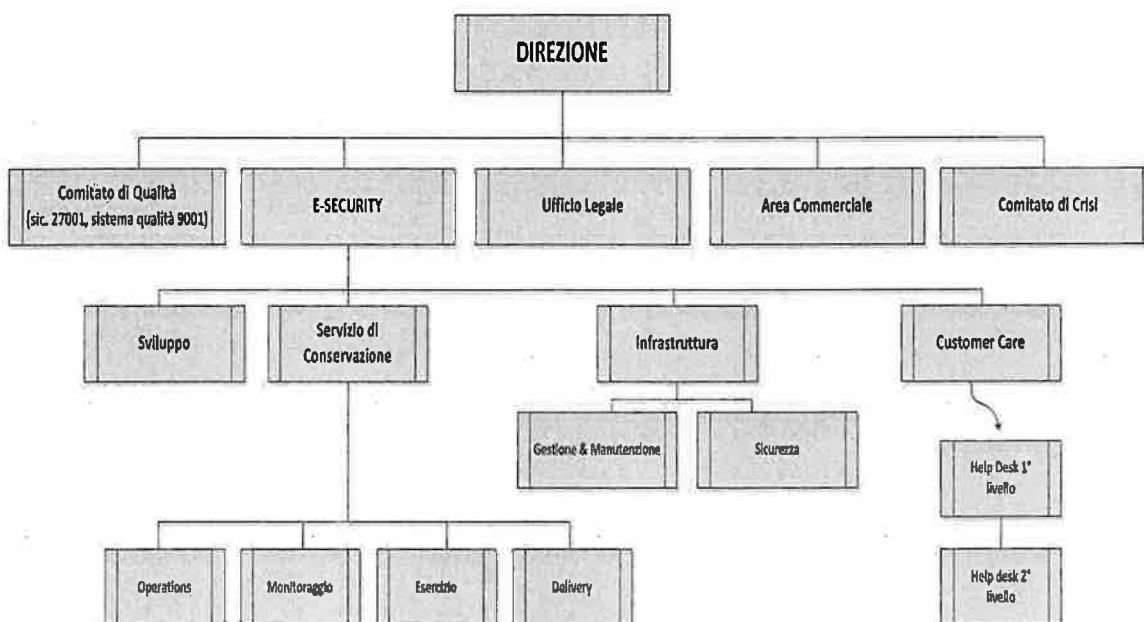 DIREZIONE
Comitato di Qualità
(sic. 27001, sistema qualità 9001)
E-SECURITY
Ufficio Legale
Area Commerciale
Comitato di Crisi
Sviluppo
Servizio di
Conservazione
Infrastruttura
Customer Care
Gestione & Manutenzione
Sicurezza
Help Desk 1°
livello
Operations
Monitoraggio
Esercizio
Delivery
Help desk 2°
livello